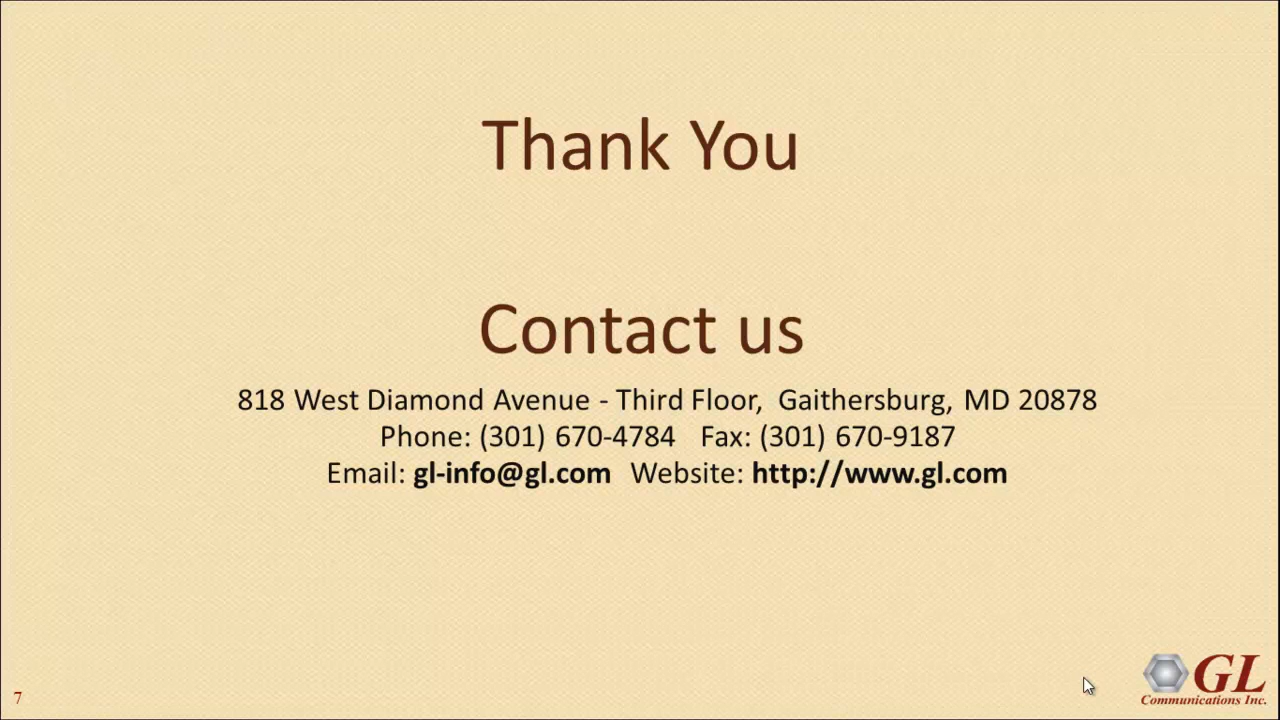 Thank You
Contact us
818 West Diamond Avenue - Third Floor,  Gaithersburg, MD 20878
Phone: (301) 670-4784   Fax: (301) 670-9187
Email: gl-info@gl.com   Website: http://www.gl.com
7
GL
Communications Inc.